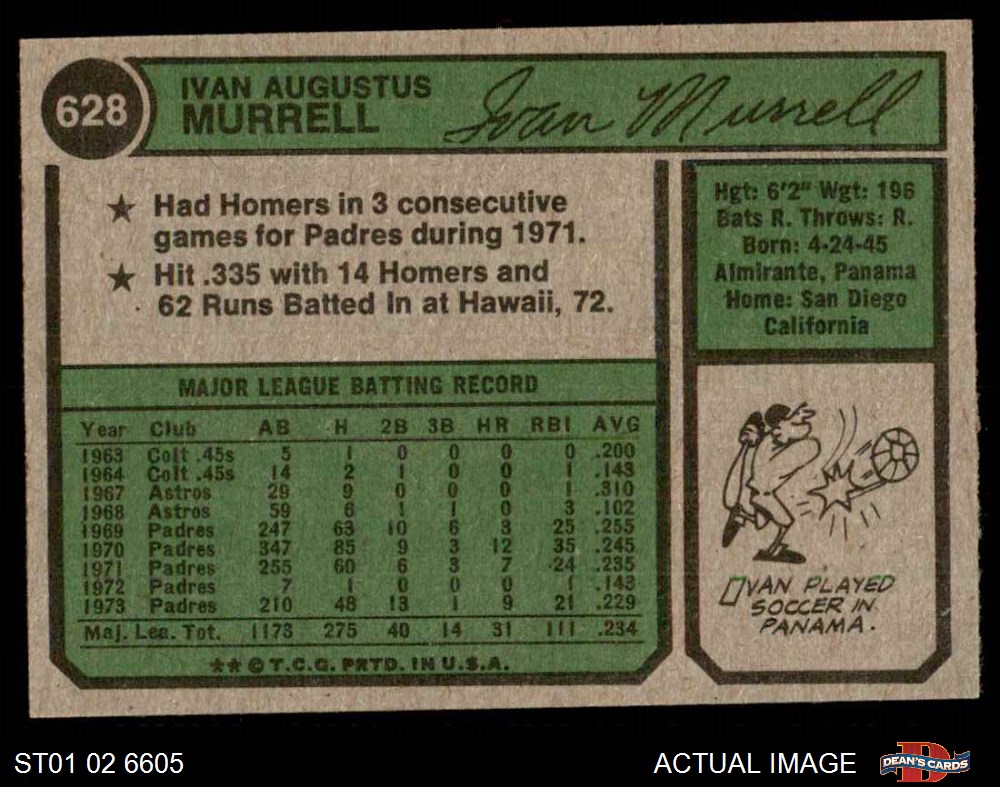 628
IVAN AUGUSTUS
MURRELL
Ivan Murrell
★ Had Homers in 3 consecutive
games for Padres during 1971.
★ Hit .335 with 14 Homers and
62 Runs Batted In at Hawaii, 72.
Hgt: 6'2" Wgt: 196
Bats R. Throws: R.
Born: 4-24-45
Almirante, Panama
Home: San Diego
California
MAJOR LEAGUE BATTING RECORD
Year Club AB H 2B 3B HR RBI AVG
1963 Colt .45s 5 1 0 0 0 0 .200
1964 Colt .45s 14 2 1 0 0 1 .143
1967 Astros 29 9 0 0 0 1 .310
1968 Astros 59 6 1 1 0 3 .102
1969 Padres 247 63 10 6 3 25 .255
1970 Padres 347 85 9 3 12 35 .245
1971 Padres 255 60 6 3 7 24 .235
1972 Padres 7 1 0 0 0 1 .143
1973 Padres 210 48 13 1 9 21 .229
Maj. Lea. Tot. 1173 275 40 14 31 111 .234
★★ © T.C.G. PRTD. IN U.S.A.
IVAN PLAYED
SOCCER IN
PANAMA.
ST01 02 6605
ACTUAL IMAGE
DEAN'S CARDS